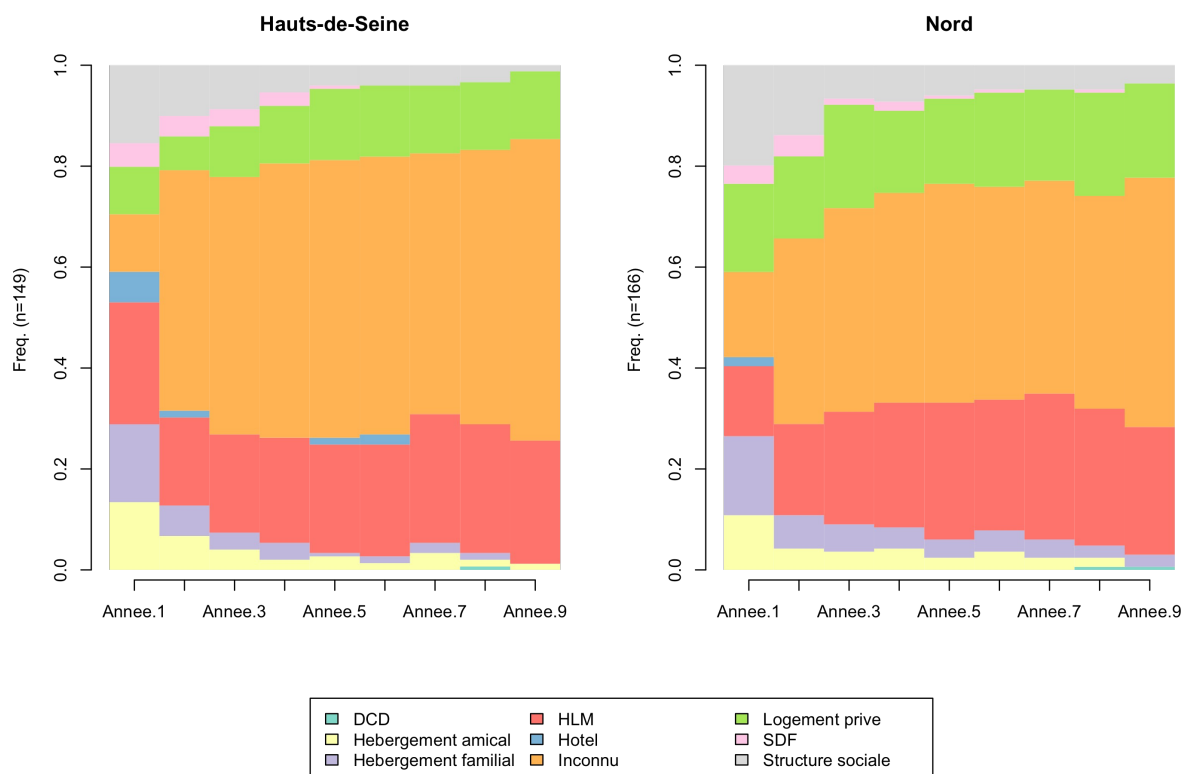 Hauts-de-Seine
Freq. (n=149)
1.0
0.8
0.6
0.4
0.2
0.0
Annee.1 Annee.3 Annee.5 Annee.7 Annee.9
Nord
Freq. (n=166)
1.0
0.8
0.6
0.4
0.2
0.0
Annee.1 Annee.3 Annee.5 Annee.7 Annee.9
DCD HLM Logement prive
Hebergement amical Hotel SDF
Hebergement familial Inconnu Structure sociale